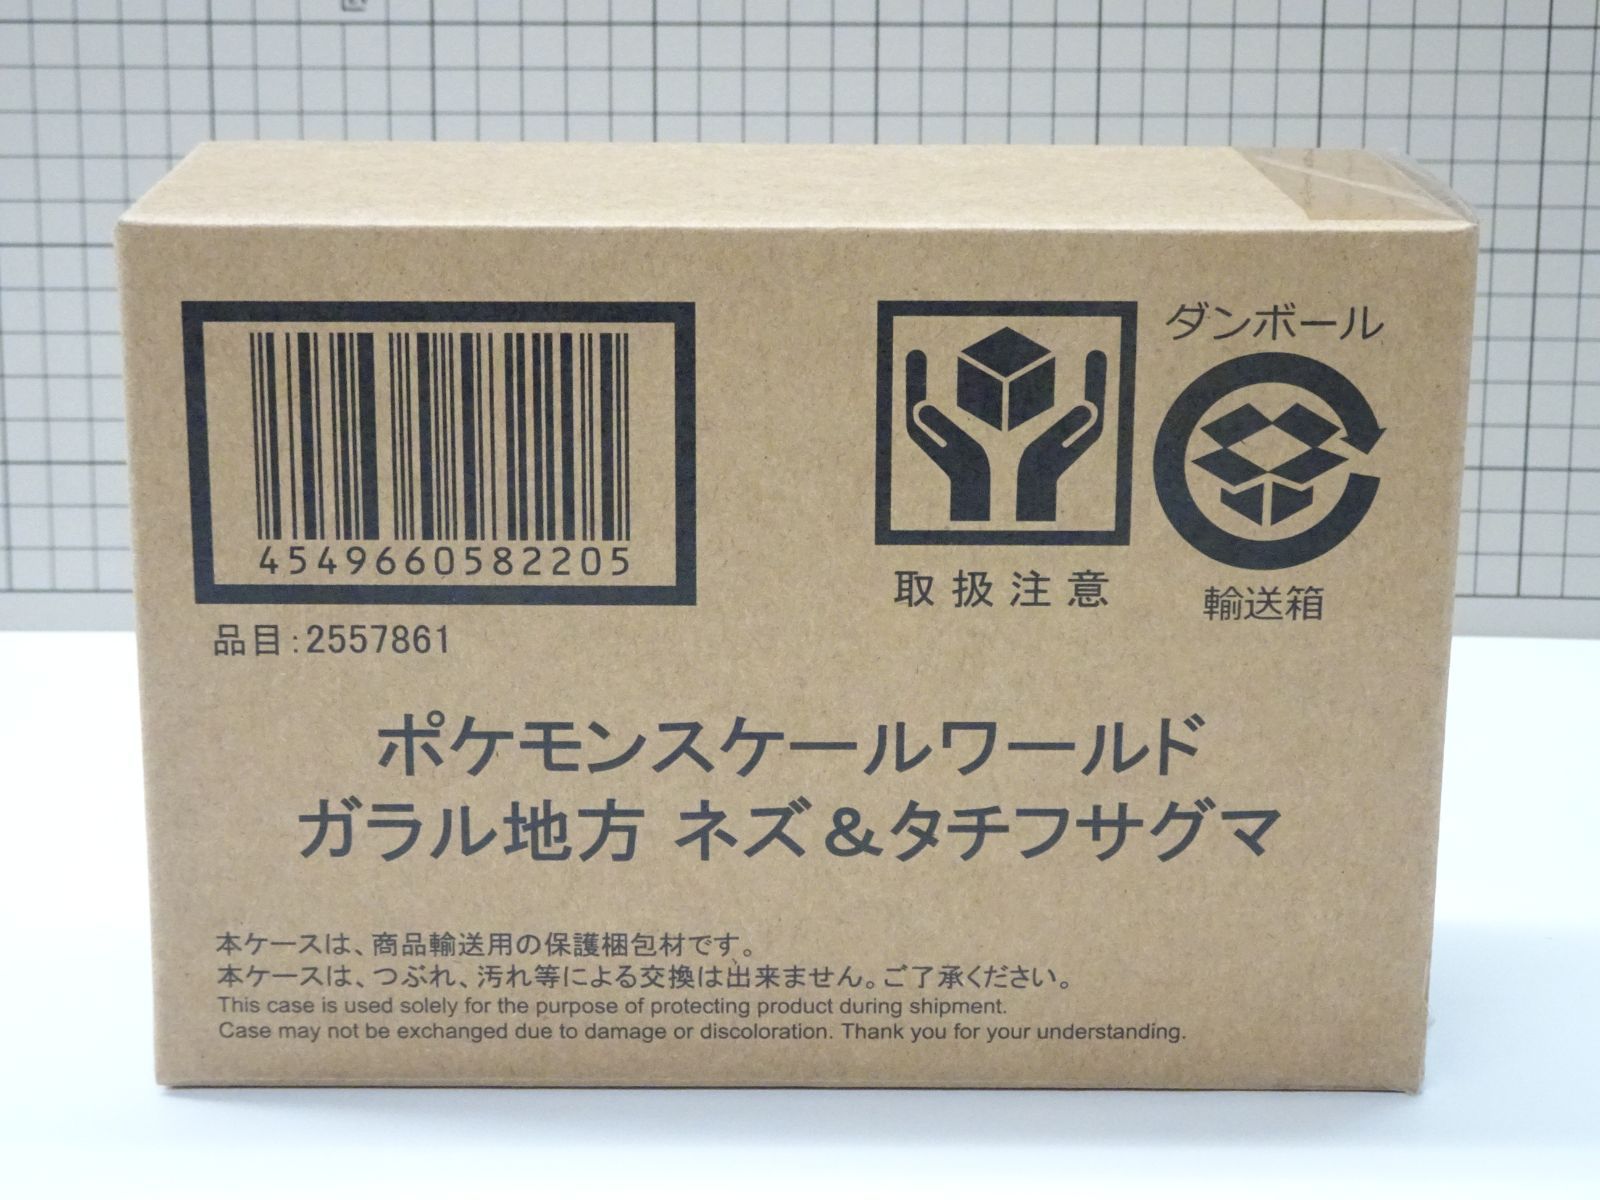 4549660582205
品目:2557861
取扱注意
ダンボール
輸送箱
ポケモンスケールワールド
ガラル地方 ネズ&タチフサグマ
本ケースは、商品輸送用の保護梱包材です。
本ケースは、つぶれ、汚れ等による交換は出来ません。ご了承ください。
This case is used solely for the purpose of protecting product during shipment.
Case may not be exchanged due to damage or discoloration. Thank you for your understanding.